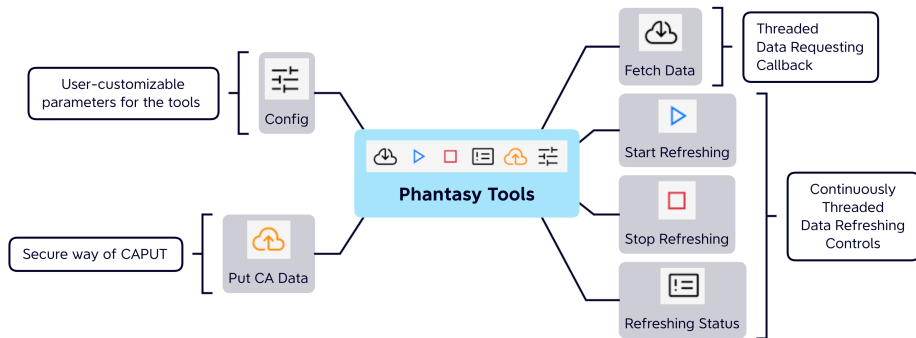 User-customizable
parameters for the tools
Config
Secure way of CAPUT
Put CA Data
Phantasy Tools
Fetch Data
Threaded
Data Requesting
Callback
Start Refreshing
Stop Refreshing
Refreshing Status
Continuously
Threaded
Data Refreshing
Controls